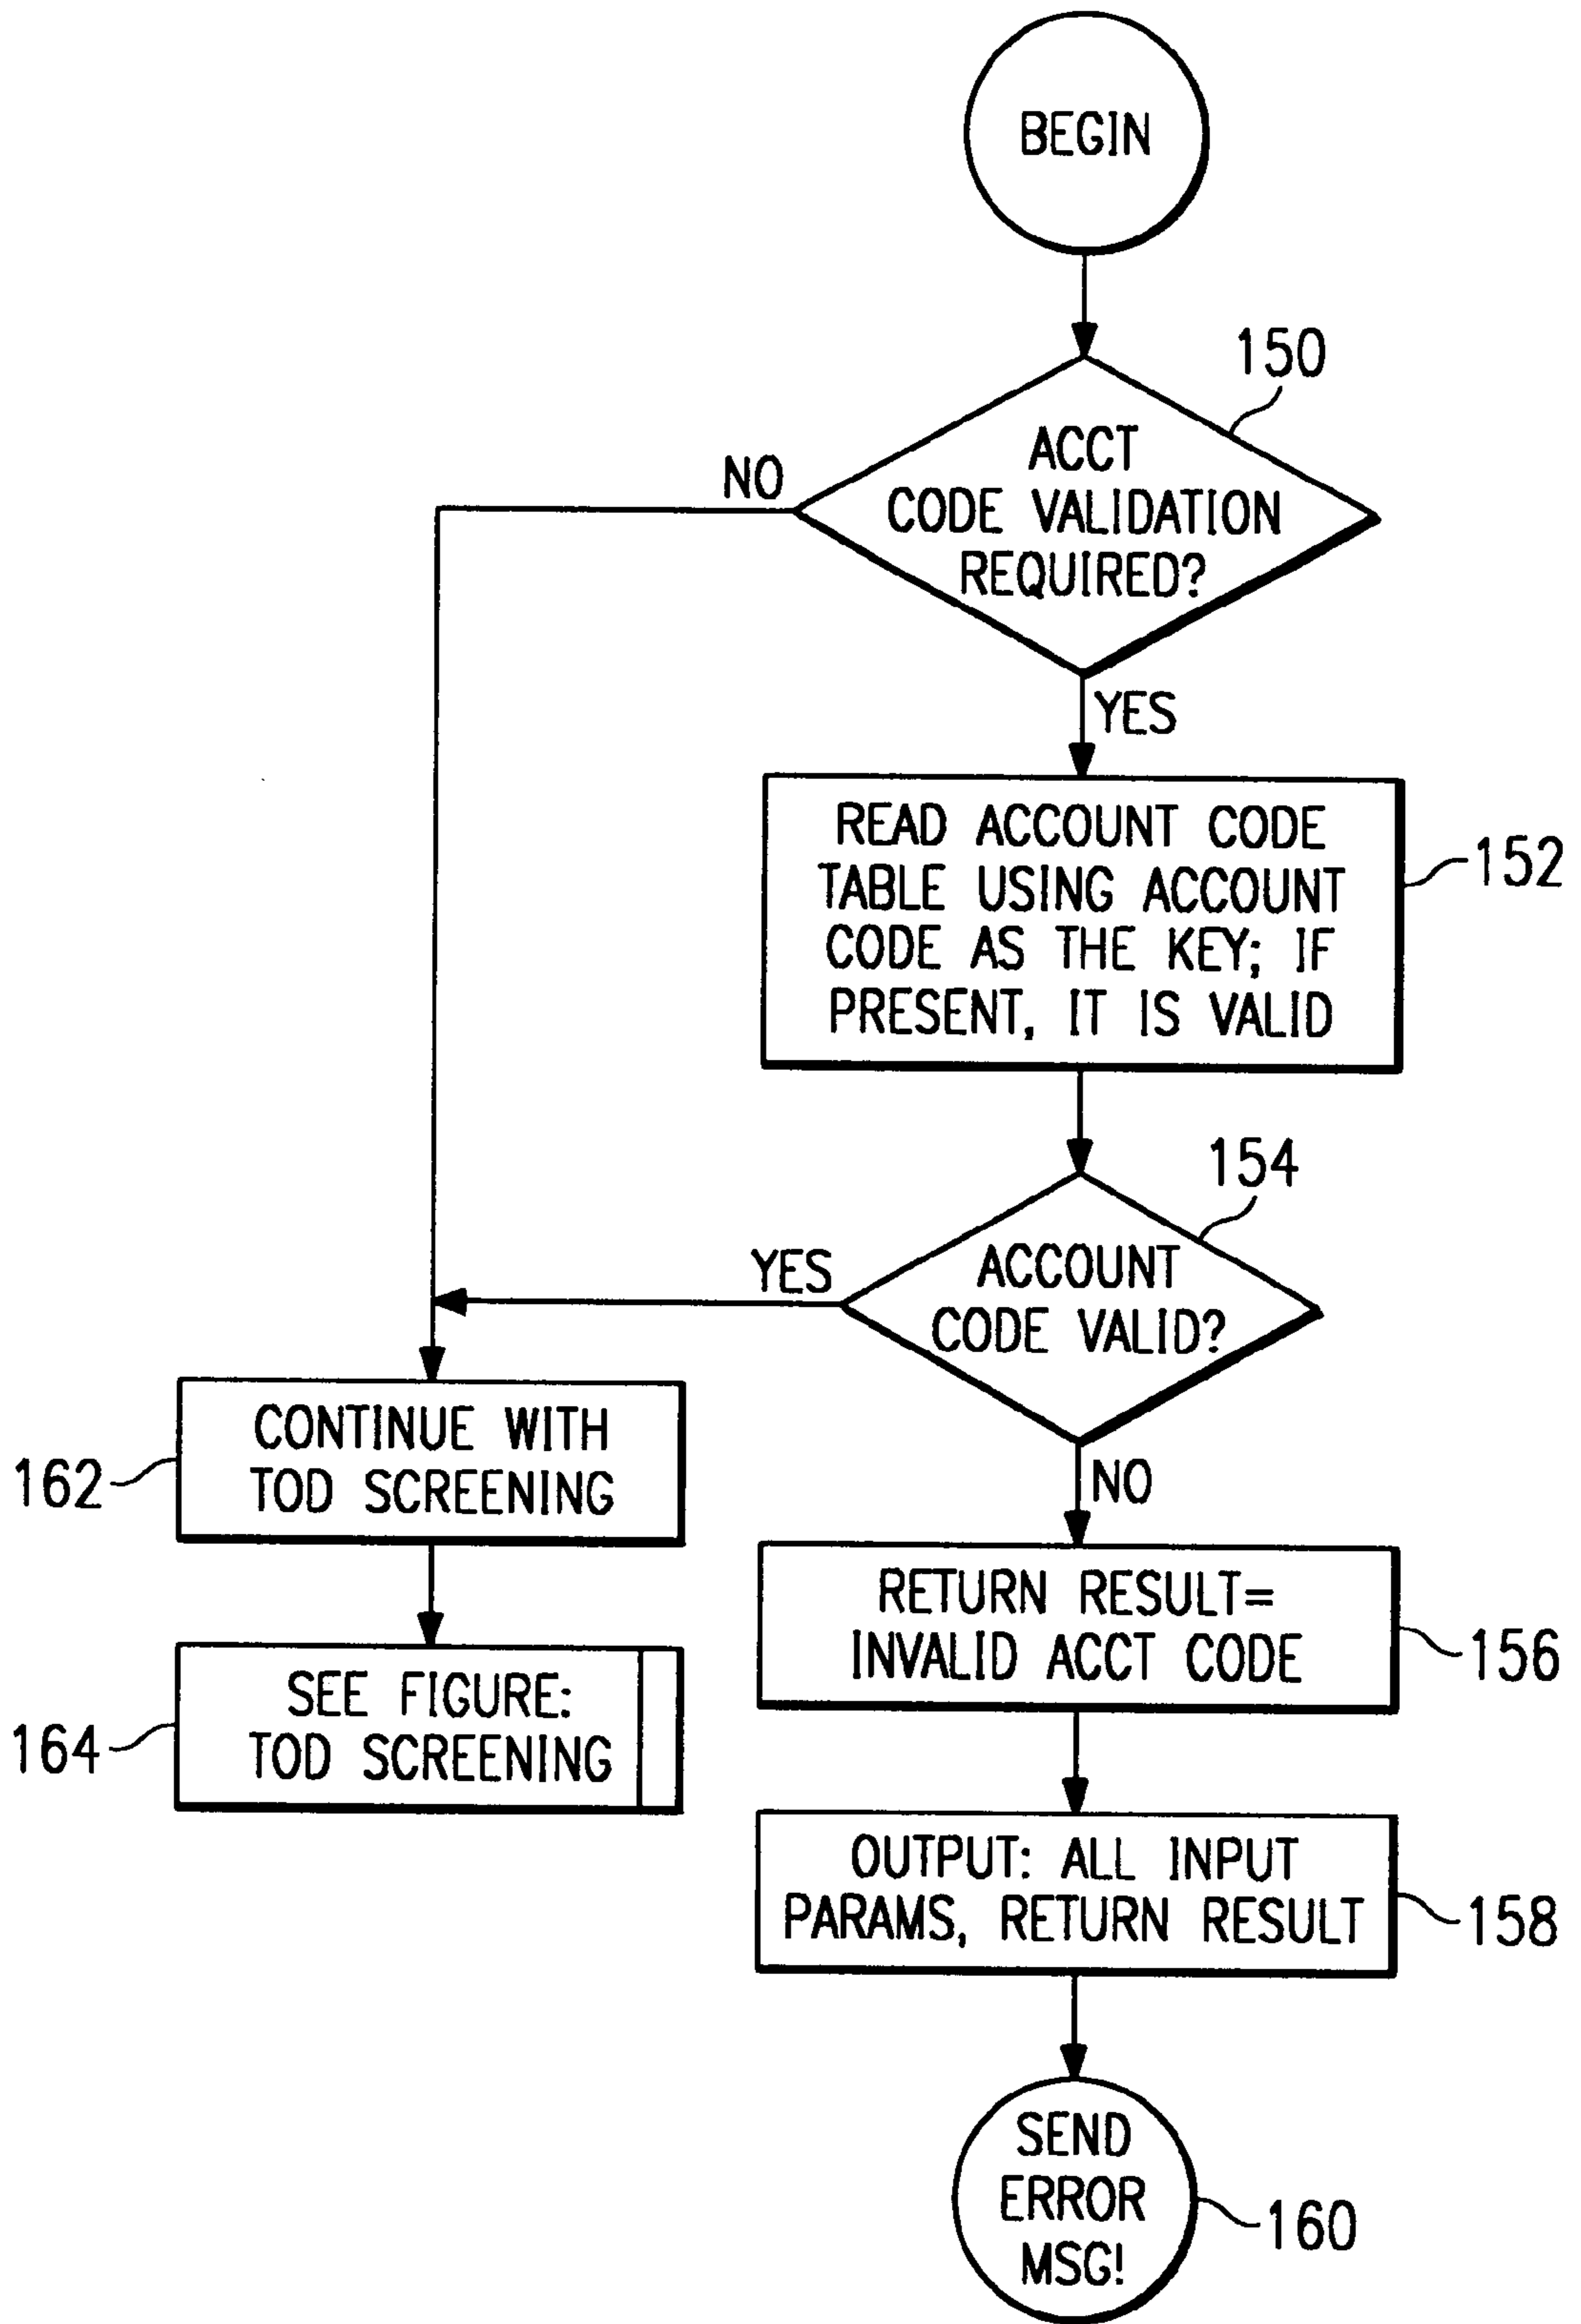 BEGIN
150
ACCT
CODE VALIDATION
REQUIRED?
NO
YES
READ ACCOUNT CODE
TABLE USING ACCOUNT
CODE AS THE KEY; IF
PRESENT, IT IS VALID
152
154
ACCOUNT
CODE VALID?
YES
NO
CONTINUE WITH
TOD SCREENING
162
SEE FIGURE:
TOD SCREENING
164
RETURN RESULT=
INVALID ACCT CODE
156
OUTPUT: ALL INPUT
PARAMS, RETURN RESULT
158
SEND
ERROR
MSG!
160